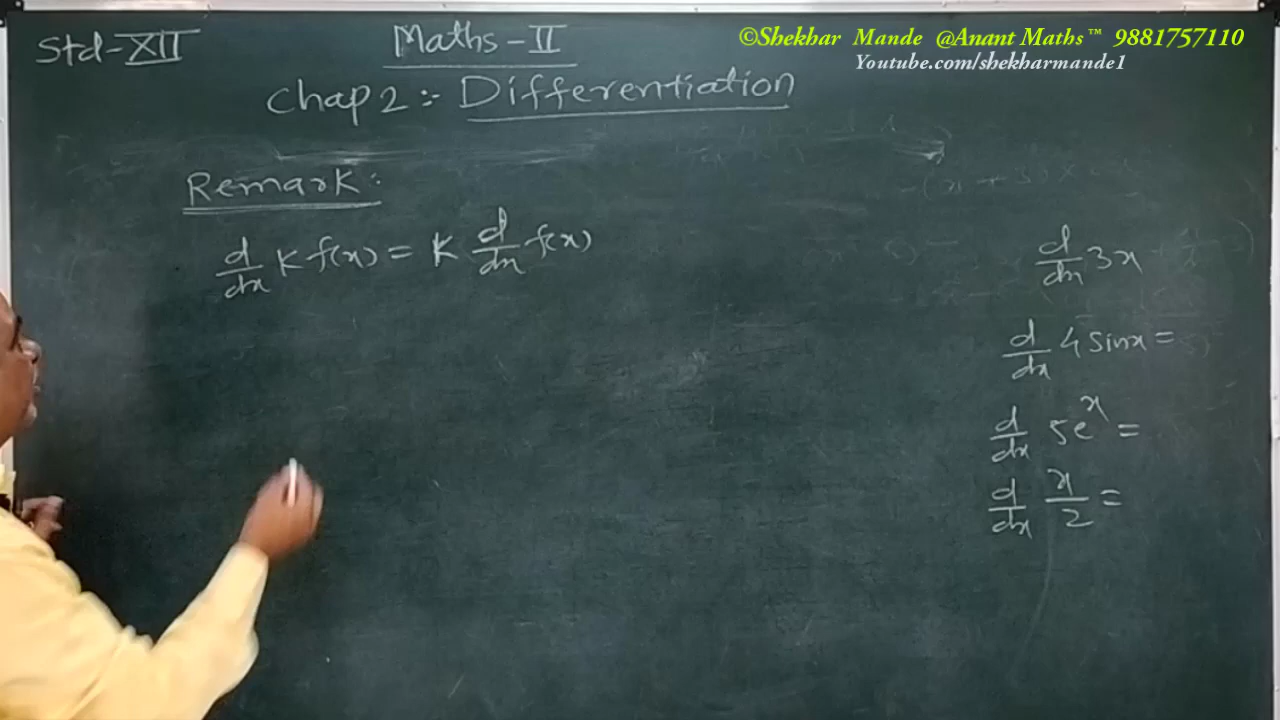 ©Shekhar Mande @Anant Maths™ 9881757110
Youtube.com/shekharmande1
Std-XII
Maths-II
Chap 2:- Differentiation
Remark:
d/dx K f(x) = K d/dx f(x)
d/dx 3x
d/dx 4 sinx =
d/dx 5e^x =
d/dx x/2 =